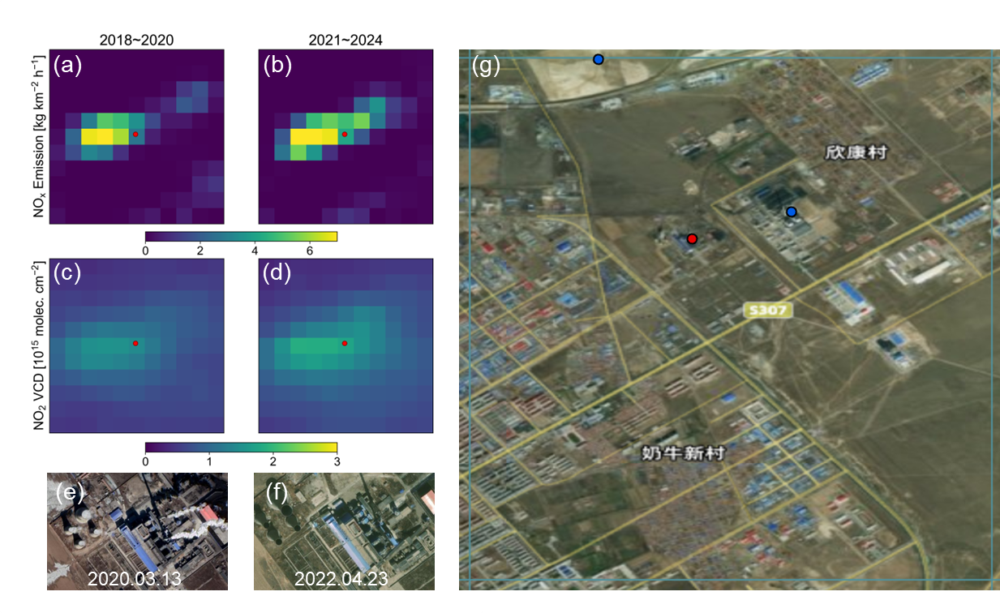 2018~2020
2021~2024
(a)
(b)
NOₓ Emission [kg km⁻² h⁻¹]
0 2 4 6
(c)
(d)
NO₂ VCD [10¹⁵ molec. cm⁻²]
0 1 2 3
(e)
2020.03.13
(f)
2022.04.23
(g)
欣康村
S307
奶牛新村